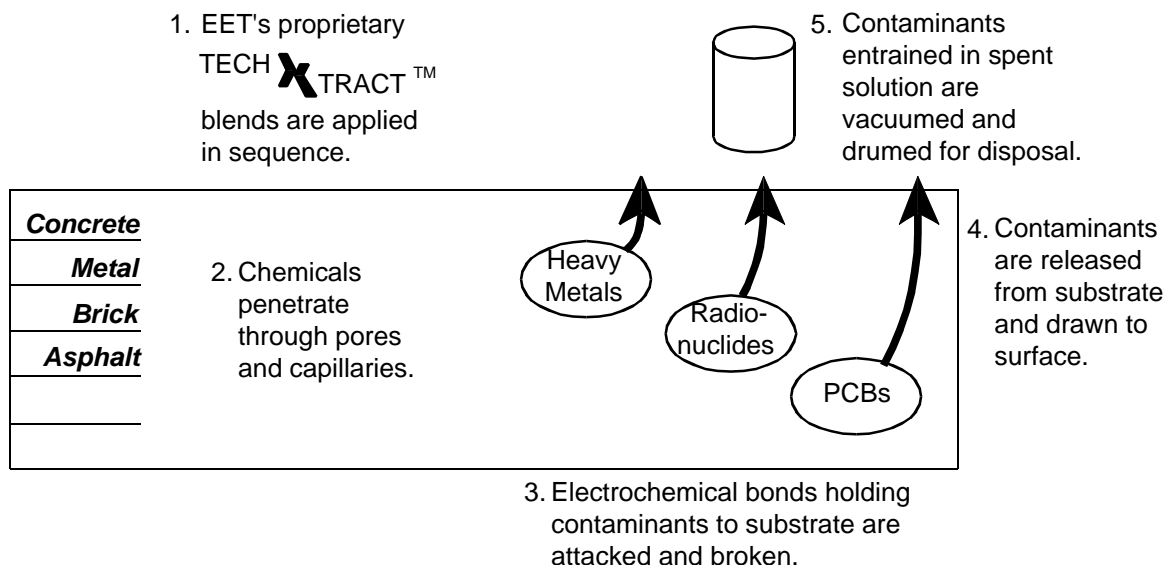 1. EET's proprietary
TECH X TRACT TM
blends are applied
in sequence.
5. Contaminants
entrained in spent
solution are
vacuumed and
drumed for disposal.
Concrete
Metal
Brick
Asphalt
2. Chemicals
penetrate
through pores
and capillaries.
Heavy
Metals
Radio-
nuclides
PCBs
4. Contaminants
are released
from substrate
and drawn to
surface.
3. Electrochemical bonds holding
contaminants to substrate are
attacked and broken.